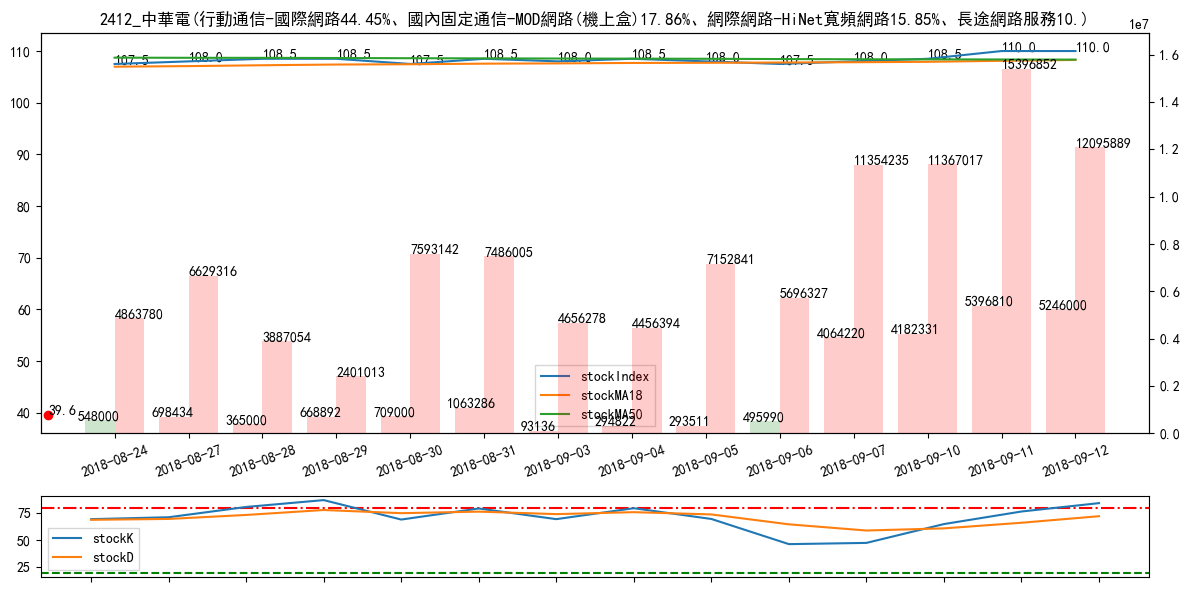 2412_中華電(行動通信-國際網路44.45%、國內固定通信-MOD網路(機上盒)17.86%、網際網路-HiNet寬頻網路15.85%、長途網路服務10.)
1e7
110
100
90
80
70
60
50
40
1.6
1.4
1.2
1.0
0.8
0.6
0.4
0.2
0.0
107.5 108.0 108.5 108.5 107.5 108.5 108.0 108.5 108.0 107.5 108.0 108.5 110.0 110.0
39.6
4863780 6629316 3887054 2401013 7593142 7486005 4656278 4456394 7152841 5696327 11354235 11367017 15396852 12095889
548000 698434 365000 668892 709000 1063286 93136 294822 293511 495990 4064220 4182331 5396810 5246000
stockIndex
stockMA18
stockMA50
2018-08-24 2018-08-27 2018-08-28 2018-08-29 2018-08-30 2018-08-31 2018-09-03 2018-09-04 2018-09-05 2018-09-06 2018-09-07 2018-09-10 2018-09-11 2018-09-12
75
50
25
stockK
stockD